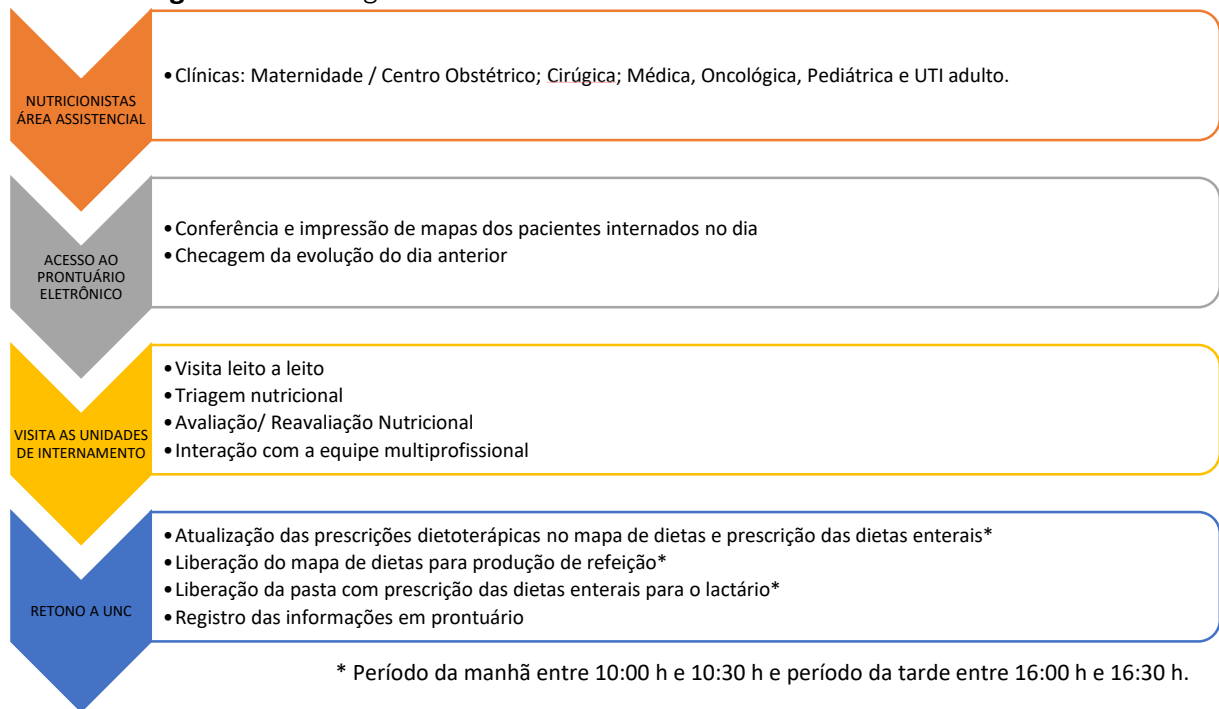 NUTRICIONISTAS
ÁREA ASSISTENCIAL
•Clínicas: Maternidade / Centro Obstétrico; Cirúgica; Médica, Oncológica, Pediátrica e UTI adulto.
ACESSO AO
PRONTUÁRIO
ELETRÔNICO
•Conferência e impressão de mapas dos pacientes internados no dia
•Checagem da evolução do dia anterior
VISITA AS UNIDADES
DE INTERNAMENTO
•Visita leito a leito
•Triagem nutricional
•Avaliação/ Reavaliação Nutricional
•Interação com a equipe multiprofissional
RETONO A UNC
•Atualização das prescrições dietoterápicas no mapa de dietas e prescrição das dietas enterais*
•Liberação do mapa de dietas para produção de refeição*
•Liberação da pasta com prescrição das dietas enterais para o lactário*
•Registro das informações em prontuário
* Período da manhã entre 10:00 h e 10:30 h e período da tarde entre 16:00 h e 16:30 h.